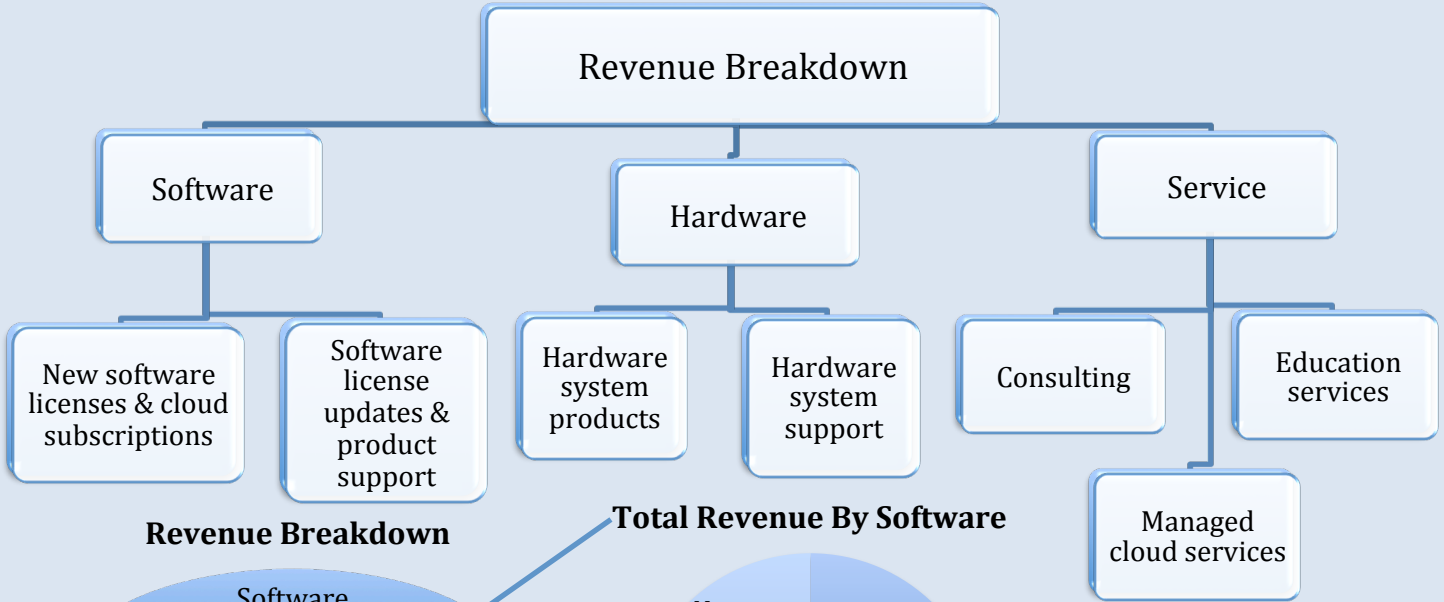 Revenue Breakdown
Software
Hardware
Service
New software
licenses & cloud
subscriptions
Software
license
updates &
product
support
Hardware
system
products
Hardware
system
support
Consulting
Education
services
Managed
cloud services
Revenue Breakdown
Total Revenue By Software
Software